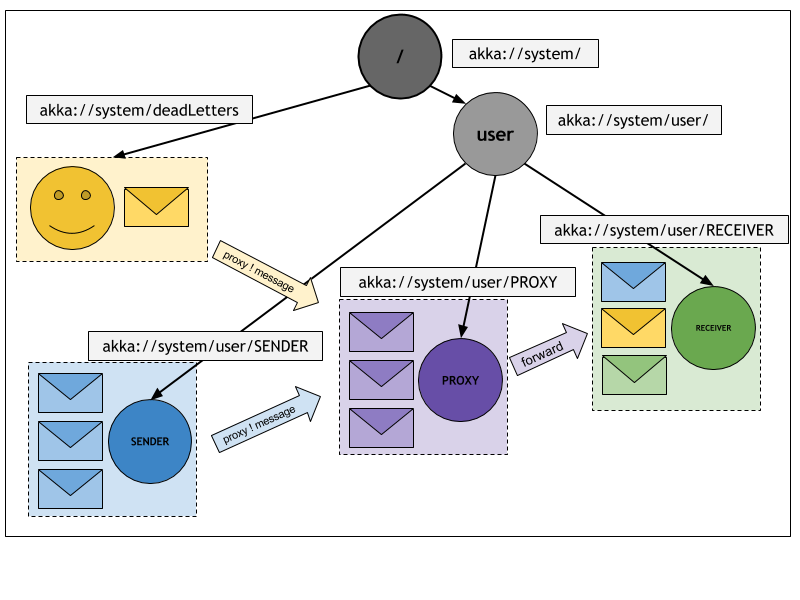 /
akka://system/
akka://system/deadLetters
user
akka://system/user/
akka://system/user/RECEIVER
proxy ! message
akka://system/user/PROXY
RECEIVER
akka://system/user/SENDER
forward
PROXY
proxy ! message
SENDER